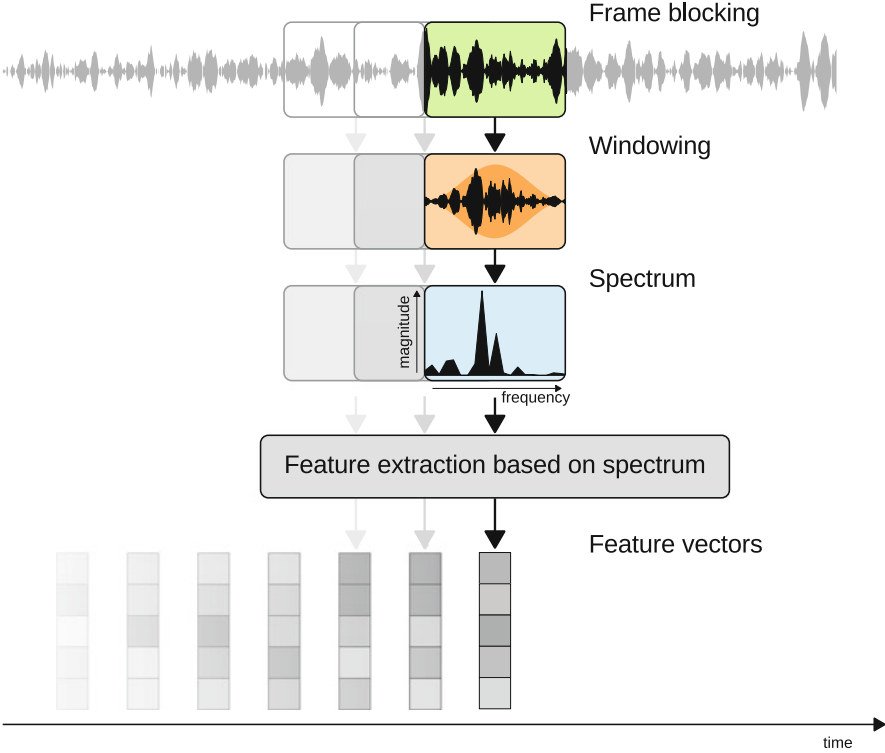 Frame blocking
Windowing
Spectrum
magnitude
frequency
Feature extraction based on spectrum
Feature vectors
time